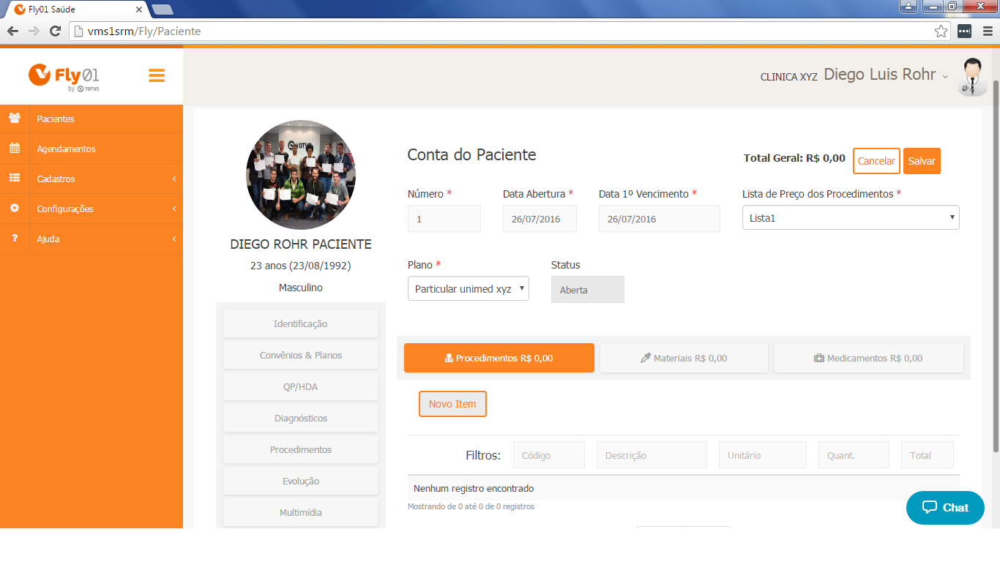 Fly01 Saúde
vms1srm/Fly/Paciente
Fly01
by TOTVS
CLINICA XYZ Diego Luis Rohr
Pacientes
Agendamentos
Cadastros
Configurações
Ajuda
TOTVS
DIEGO ROHR PACIENTE
23 anos (23/08/1992)
Masculino
Identificação
Convênios & Planos
QP/HDA
Diagnósticos
Procedimentos
Evolução
Multimídia
Conta do Paciente
Total Geral: R$ 0,00 Cancelar Salvar
Número * Data Abertura * Data 1º Vencimento * Lista de Preço dos Procedimentos *
1 26/07/2016 26/07/2016 Lista1
Plano * Status
Particular unimed xyz Aberta
Procedimentos R$ 0,00 Materiais R$ 0,00 Medicamentos R$ 0,00
Novo Item
Filtros: Código Descrição Unitário Quant. Total
Nenhum registro encontrado
Mostrando de 0 até 0 de 0 registros
Chat